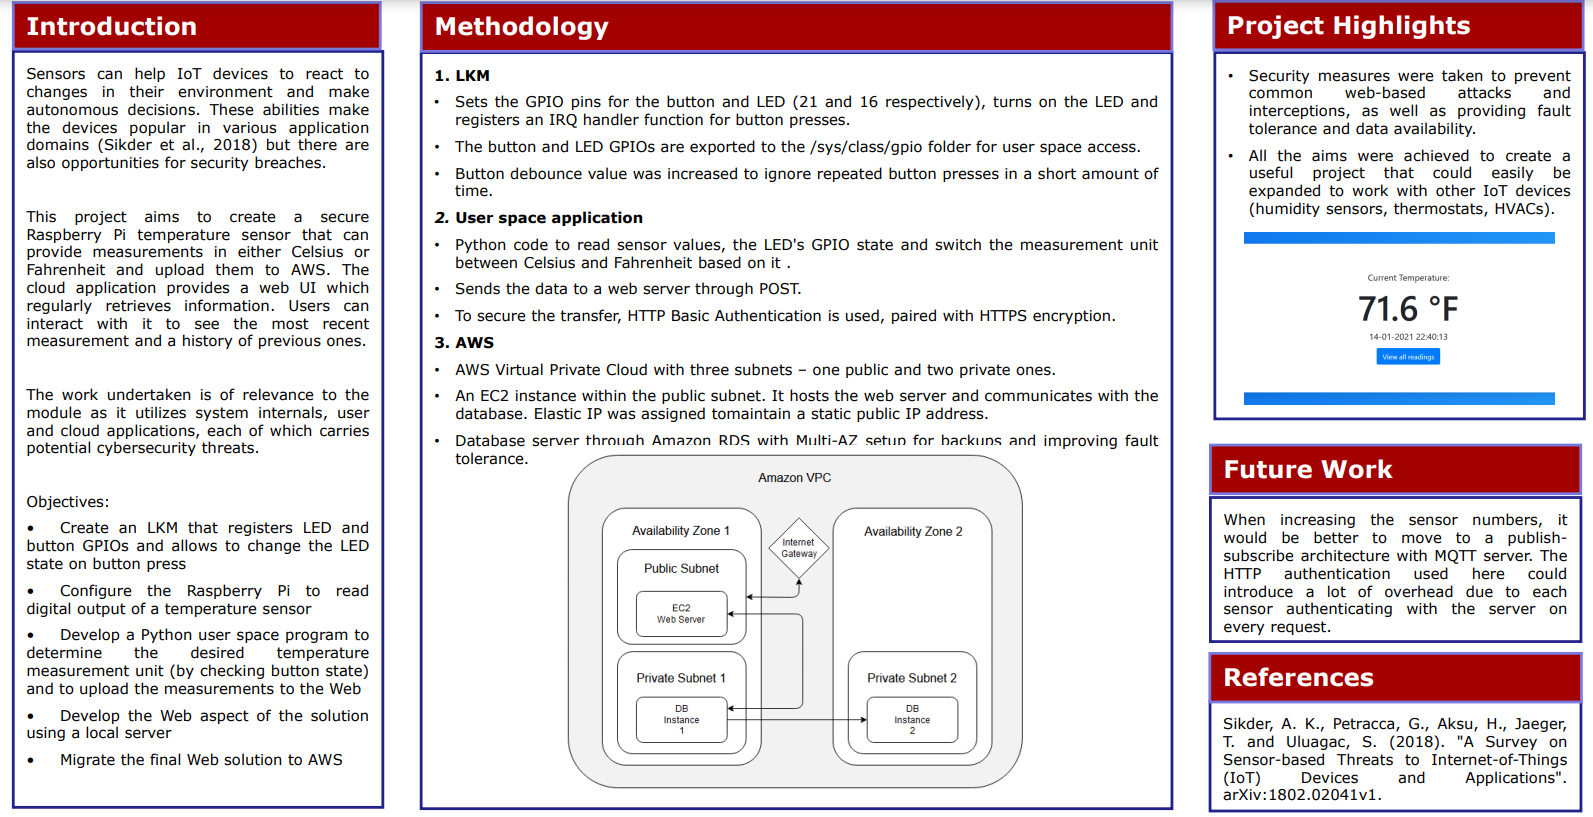 Introduction
Sensors can help IoT devices to react to
changes in their environment and make
autonomous decisions. These abilities make
the devices popular in various application
domains (Sikder et al., 2018) but there are
also opportunities for security breaches.
This project aims to create a secure
Raspberry Pi temperature sensor that can
provide measurements in either Celsius or
Fahrenheit and upload them to AWS. The
cloud application provides a web UI which
regularly retrieves information. Users can
interact with it to see the most recent
measurement and a history of previous ones.
The work undertaken is of relevance to the
module as it utilizes system internals, user
and cloud applications, each of which carries
potential cybersecurity threats.
Objectives:
• Create an LKM that registers LED and
button GPIOs and allows to change the LED
state on button press
• Configure the Raspberry Pi to read
digital output of a temperature sensor
• Develop a Python user space program to
determine the desired temperature
measurement unit (by checking button state)
and to upload the measurements to the Web
• Develop the Web aspect of the solution
using a local server
• Migrate the final Web solution to AWS
Methodology
1. LKM
• Sets the GPIO pins for the button and LED (21 and 16 respectively), turns on the LED and
registers an IRQ handler function for button presses.
• The button and LED GPIOs are exported to the /sys/class/gpio folder for user space access.
• Button debounce value was increased to ignore repeated button presses in a short amount of
time.
2. User space application
• Python code to read sensor values, the LED's GPIO state and switch the measurement unit
between Celsius and Fahrenheit based on it .
• Sends the data to a web server through POST.
• To secure the transfer, HTTP Basic Authentication is used, paired with HTTPS encryption.
3. AWS
• AWS Virtual Private Cloud with three subnets – one public and two private ones.
• An EC2 instance within the public subnet. It hosts the web server and communicates with the
database. Elastic IP was assigned tomaintain a static public IP address.
• Database server through Amazon RDS with Multi-AZ setup for backups and improving fault
tolerance.
Amazon VPC
Availability Zone 1
Internet
Gateway
Availability Zone 2
Public Subnet
EC2
Web Server
Private Subnet 1
DB
Instance
1
Private Subnet 2
DB
Instance
2
Project Highlights
• Security measures were taken to prevent
common web-based attacks and
interceptions, as well as providing fault
tolerance and data availability.
• All the aims were achieved to create a
useful project that could easily be
expanded to work with other IoT devices
(humidity sensors, thermostats, HVACs).
Current Temperature:
71.6 °F
14-01-2021 22:40:13
View all readings
Future Work
When increasing the sensor numbers, it
would be better to move to a publish-
subscribe architecture with MQTT server. The
HTTP authentication used here could
introduce a lot of overhead due to each
sensor authenticating with the server on
every request.
References
Sikder, A. K., Petracca, G., Aksu, H., Jaeger,
T. and Uluagac, S. (2018). "A Survey on
Sensor-based Threats to Internet-of-Things
(IoT) Devices and Applications".
arXiv:1802.02041v1.